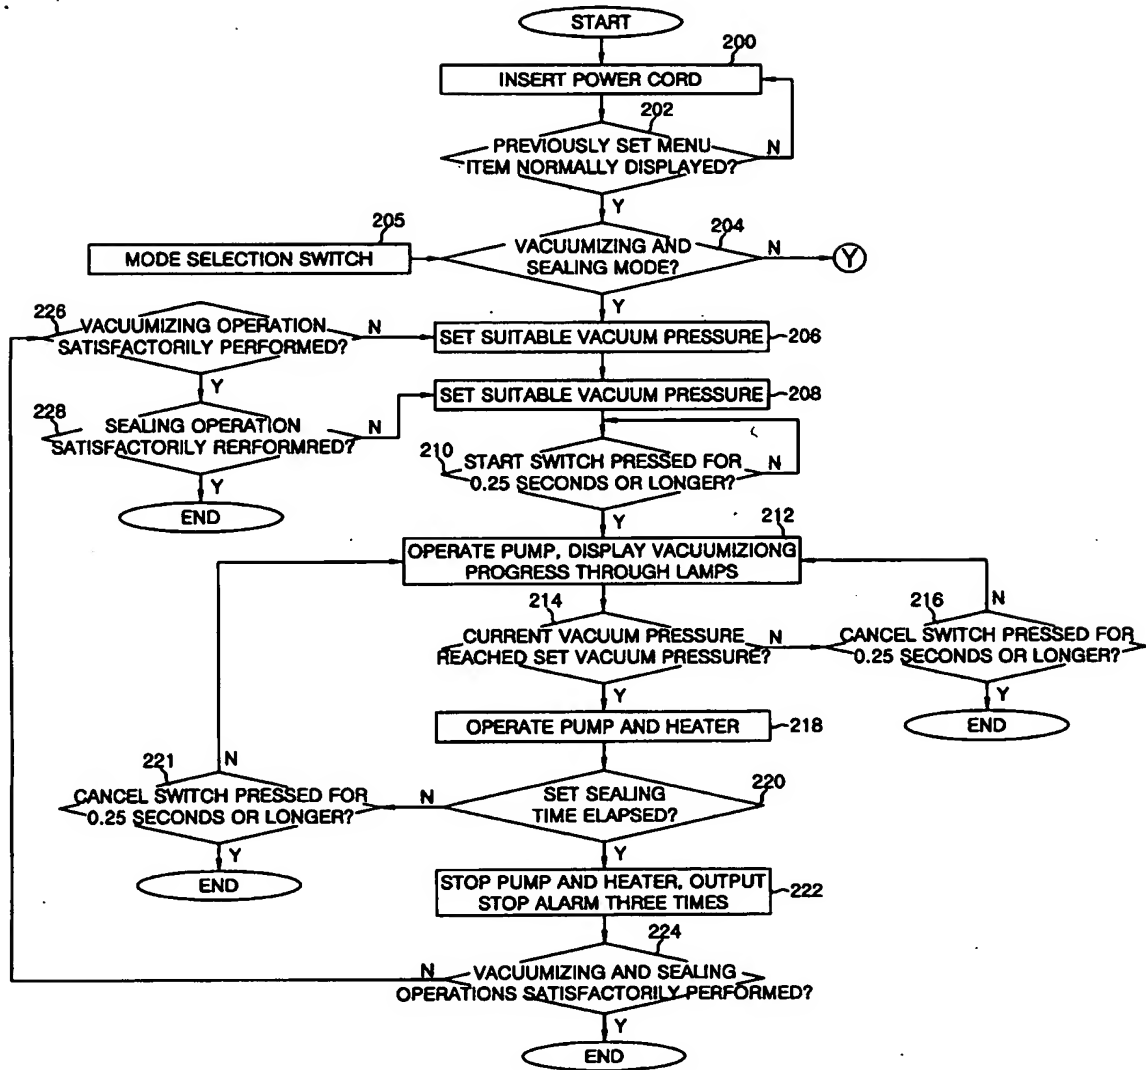 START
200
INSERT POWER CORD
202
PREVIOUSLY SET MENU
ITEM NORMALLY DISPLAYED?
N
Y
205
MODE SELECTION SWITCH
204
VACUUMIZING AND
SEALING MODE?
N
Y
Y
226
VACUUMIZING OPERATION
SATISFACTORILY PERFORMED?
N
SET SUITABLE VACUUM PRESSURE
206
Y
SET SUITABLE VACUUM PRESSURE
208
228
SEALING OPERATION
SATISFACTORILY RERFORMRED?
N
210
START SWITCH PRESSED FOR
0.25 SECONDS OR LONGER?
N
Y
END
Y
212
OPERATE PUMP, DISPLAY VACUUMIZIONG
PROGRESS THROUGH LAMPS
214
CURRENT VACUUM PRESSURE
REACHED SET VACUUM PRESSURE?
N
N
216
CANCEL SWITCH PRESSED FOR
0.25 SECONDS OR LONGER?
Y
Y
END
OPERATE PUMP AND HEATER
218
N
221
CANCEL SWITCH PRESSED FOR
0.25 SECONDS OR LONGER?
N
SET SEALING
TIME ELAPSED?
220
Y
Y
END
STOP PUMP AND HEATER, OUTPUT
STOP ALARM THREE TIMES
222
224
N
VACUUMIZING AND SEALING
OPERATIONS SATISFACTORILY PERFORMED?
Y
END